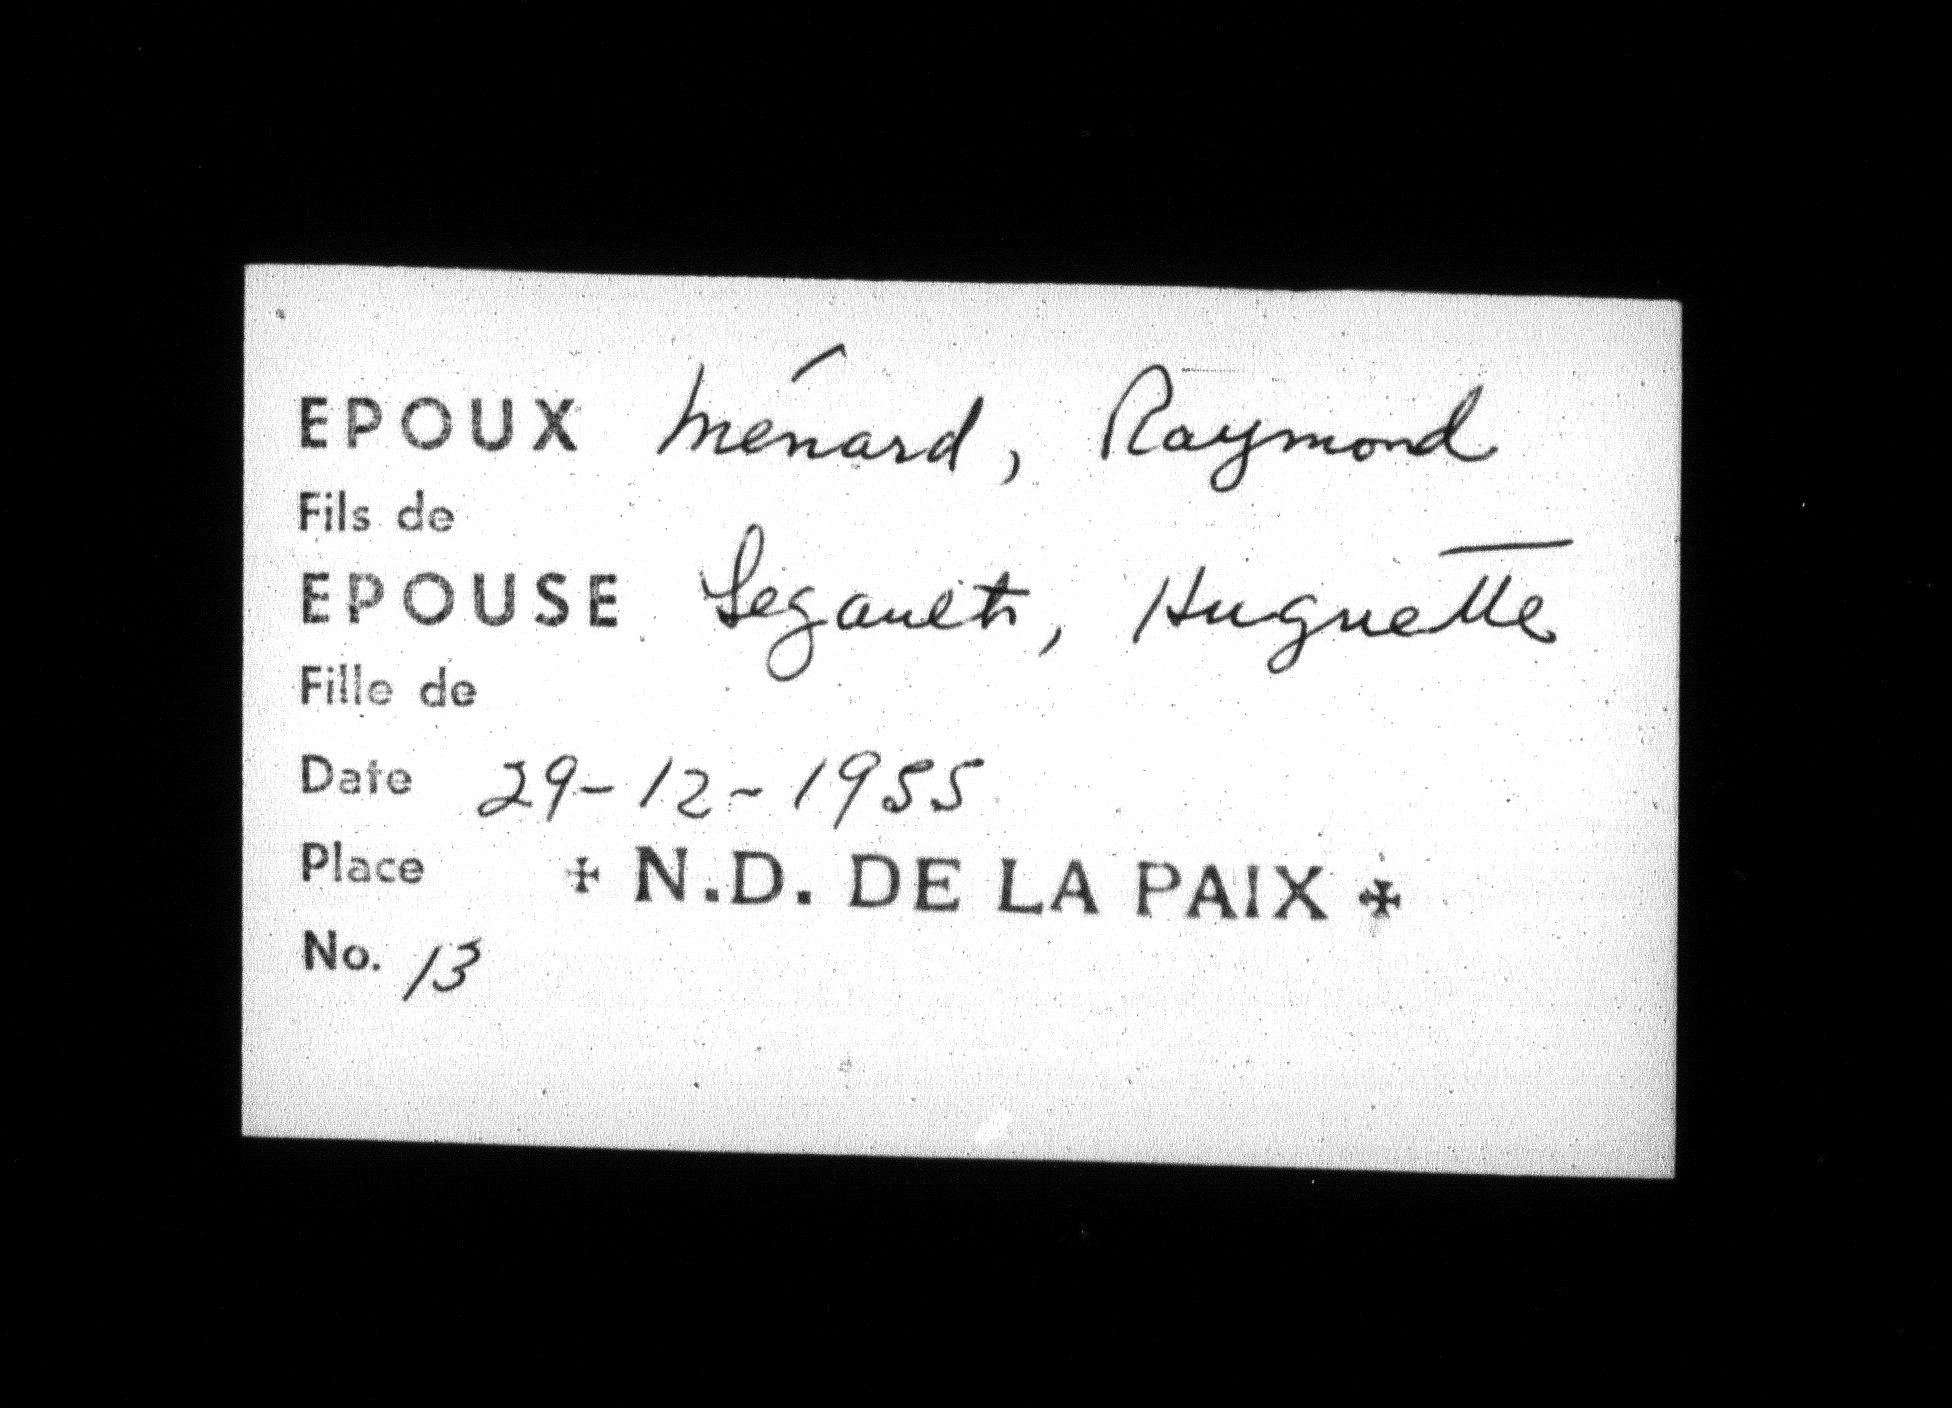 EPOUX Ménard, Raymond
Fils de
EPOUSE Legault, Huguette
Fille de
Date 29-12-1955
Place ✠ N.D. DE LA PAIX ✠
No. 13